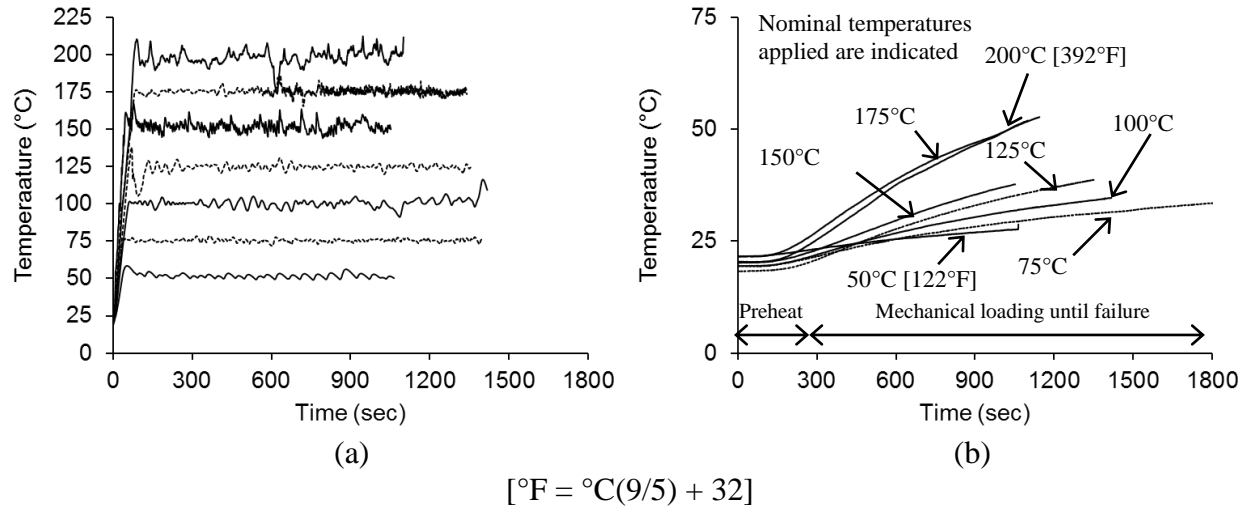 225
200
175
150
125
100
75
50
25
0
Temperaature (°C)
0 300 600 900 1200 1500 1800
Time (sec)
(a)
75
50
25
0
Temperaature (°C)
Nominal temperatures
applied are indicated
200°C [392°F]
175°C
100°C
150°C
125°C
50°C [122°F]
75°C
Preheat
Mechanical loading until failure
0 300 600 900 1200 1500 1800
Time (sec)
(b)
[°F = °C(9/5) + 32]